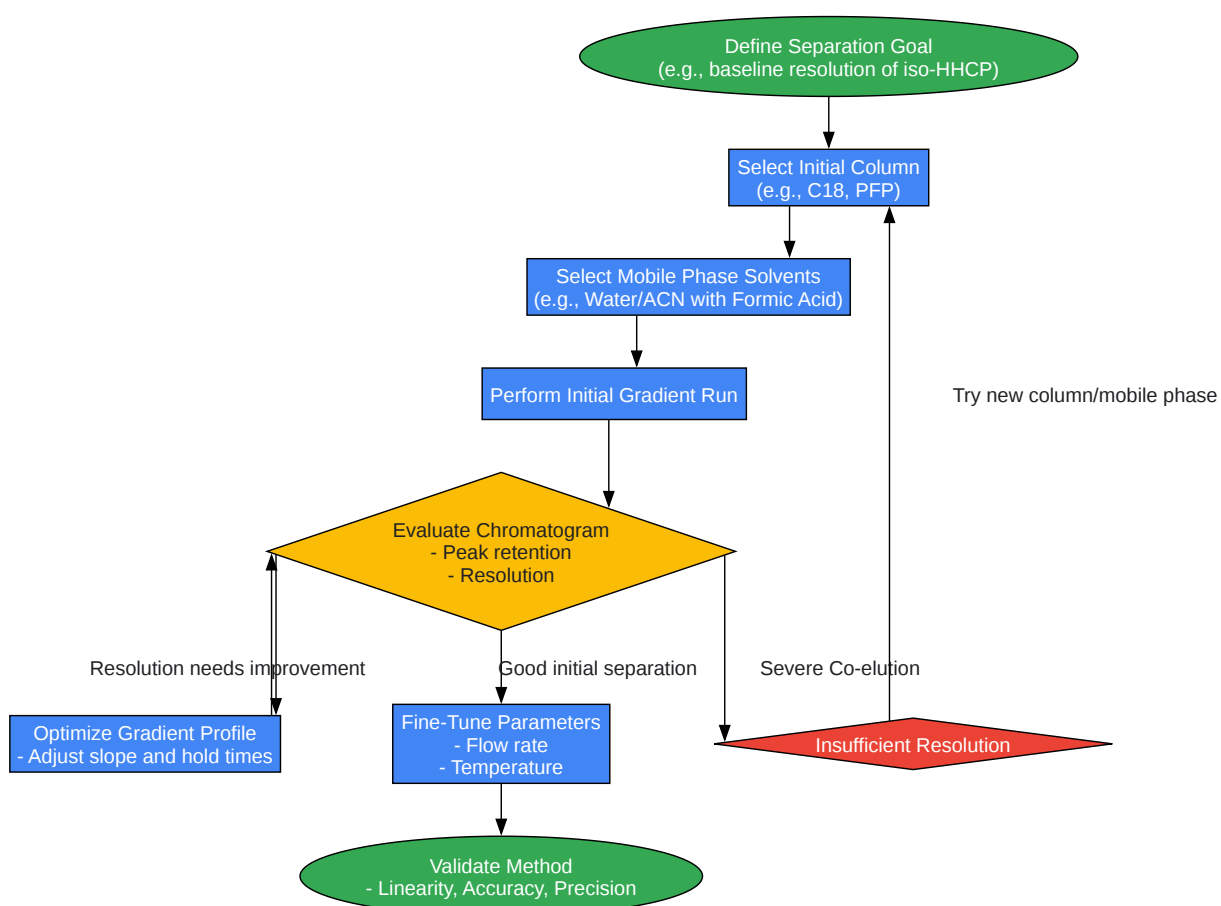 Define Separation Goal
(e.g., baseline resolution of iso-HHCP)
Select Initial Column
(e.g., C18, PFP)
Select Mobile Phase Solvents
(e.g., Water/ACN with Formic Acid)
Perform Initial Gradient Run
Try new column/mobile phase
Evaluate Chromatogram
- Peak retention
- Resolution
Resolution needs improvement
Good initial separation
Severe Co-elution
Optimize Gradient Profile
- Adjust slope and hold times
Fine-Tune Parameters
- Flow rate
- Temperature
Insufficient Resolution
Validate Method
- Linearity, Accuracy, Precision